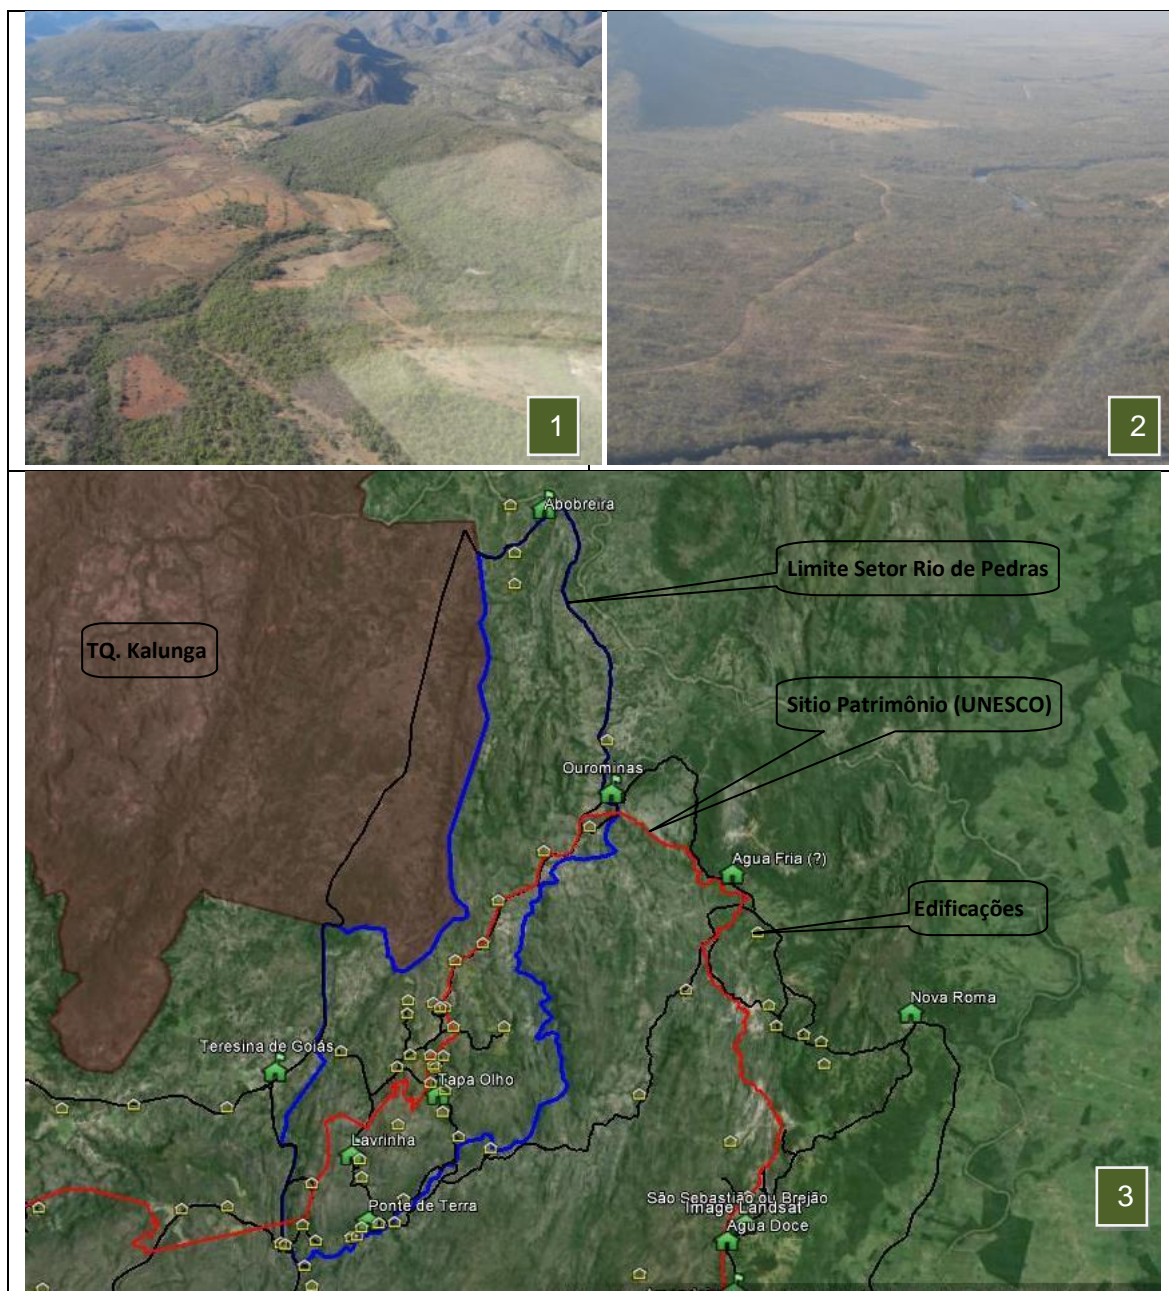 1
2
Abobreira
Limite Setor Rio de Pedras
TQ. Kalunga
Sitio Patrimônio (UNESCO)
Ourominas
Agua Fria (?)
Edificações
Nova Roma
Teresina de Goiás
Tapa Olho
Lavrinha
Ponte de Terra
São Sebastião ou Brejão
Image Landsat
Agua Doce
3